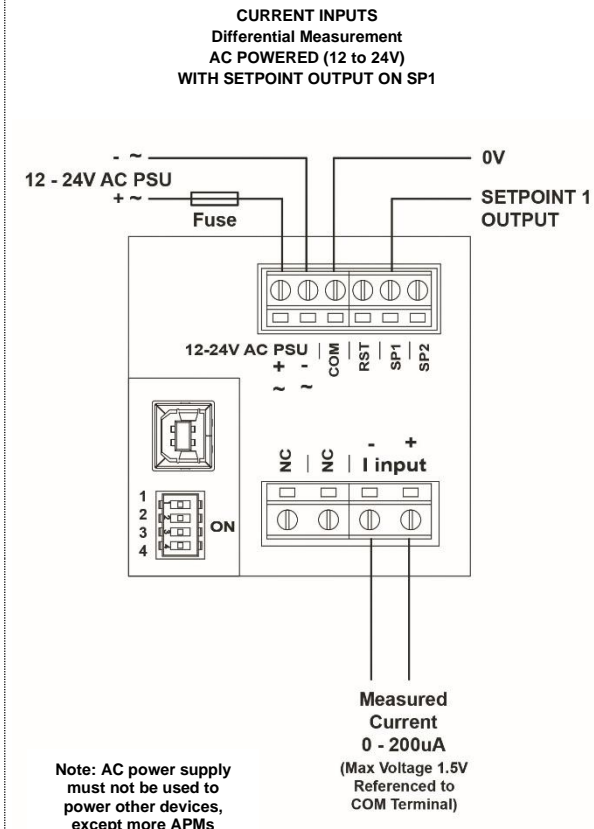 CURRENT INPUTS
Differential Measurement
AC POWERED (12 to 24V)
WITH SETPOINT OUTPUT ON SP1
- ~
12 - 24V AC PSU
+ ~
Fuse
0V
SETPOINT 1
OUTPUT
12-24V AC PSU | COM | RST | SP1 | SP2
+ -
~ ~
NC | NC | I input
- +
1
2
3
4
ON
Measured
Current
0 - 200uA
(Max Voltage 1.5V
Referenced to
COM Terminal)
Note: AC power supply
must not be used to
power other devices,
except more APMs